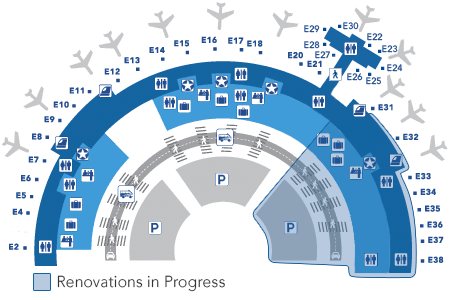 E2
E4
E5
E6
E7
E8
E9
E10
E11
E12
E13
E14
E15
E16
E17
E18
E20
E21
E26
E25
E24
E23
E22
E30
E29
E28
E27
E31
E32
E33
E34
E35
E36
E37
E38
P
P
P
Renovations in Progress